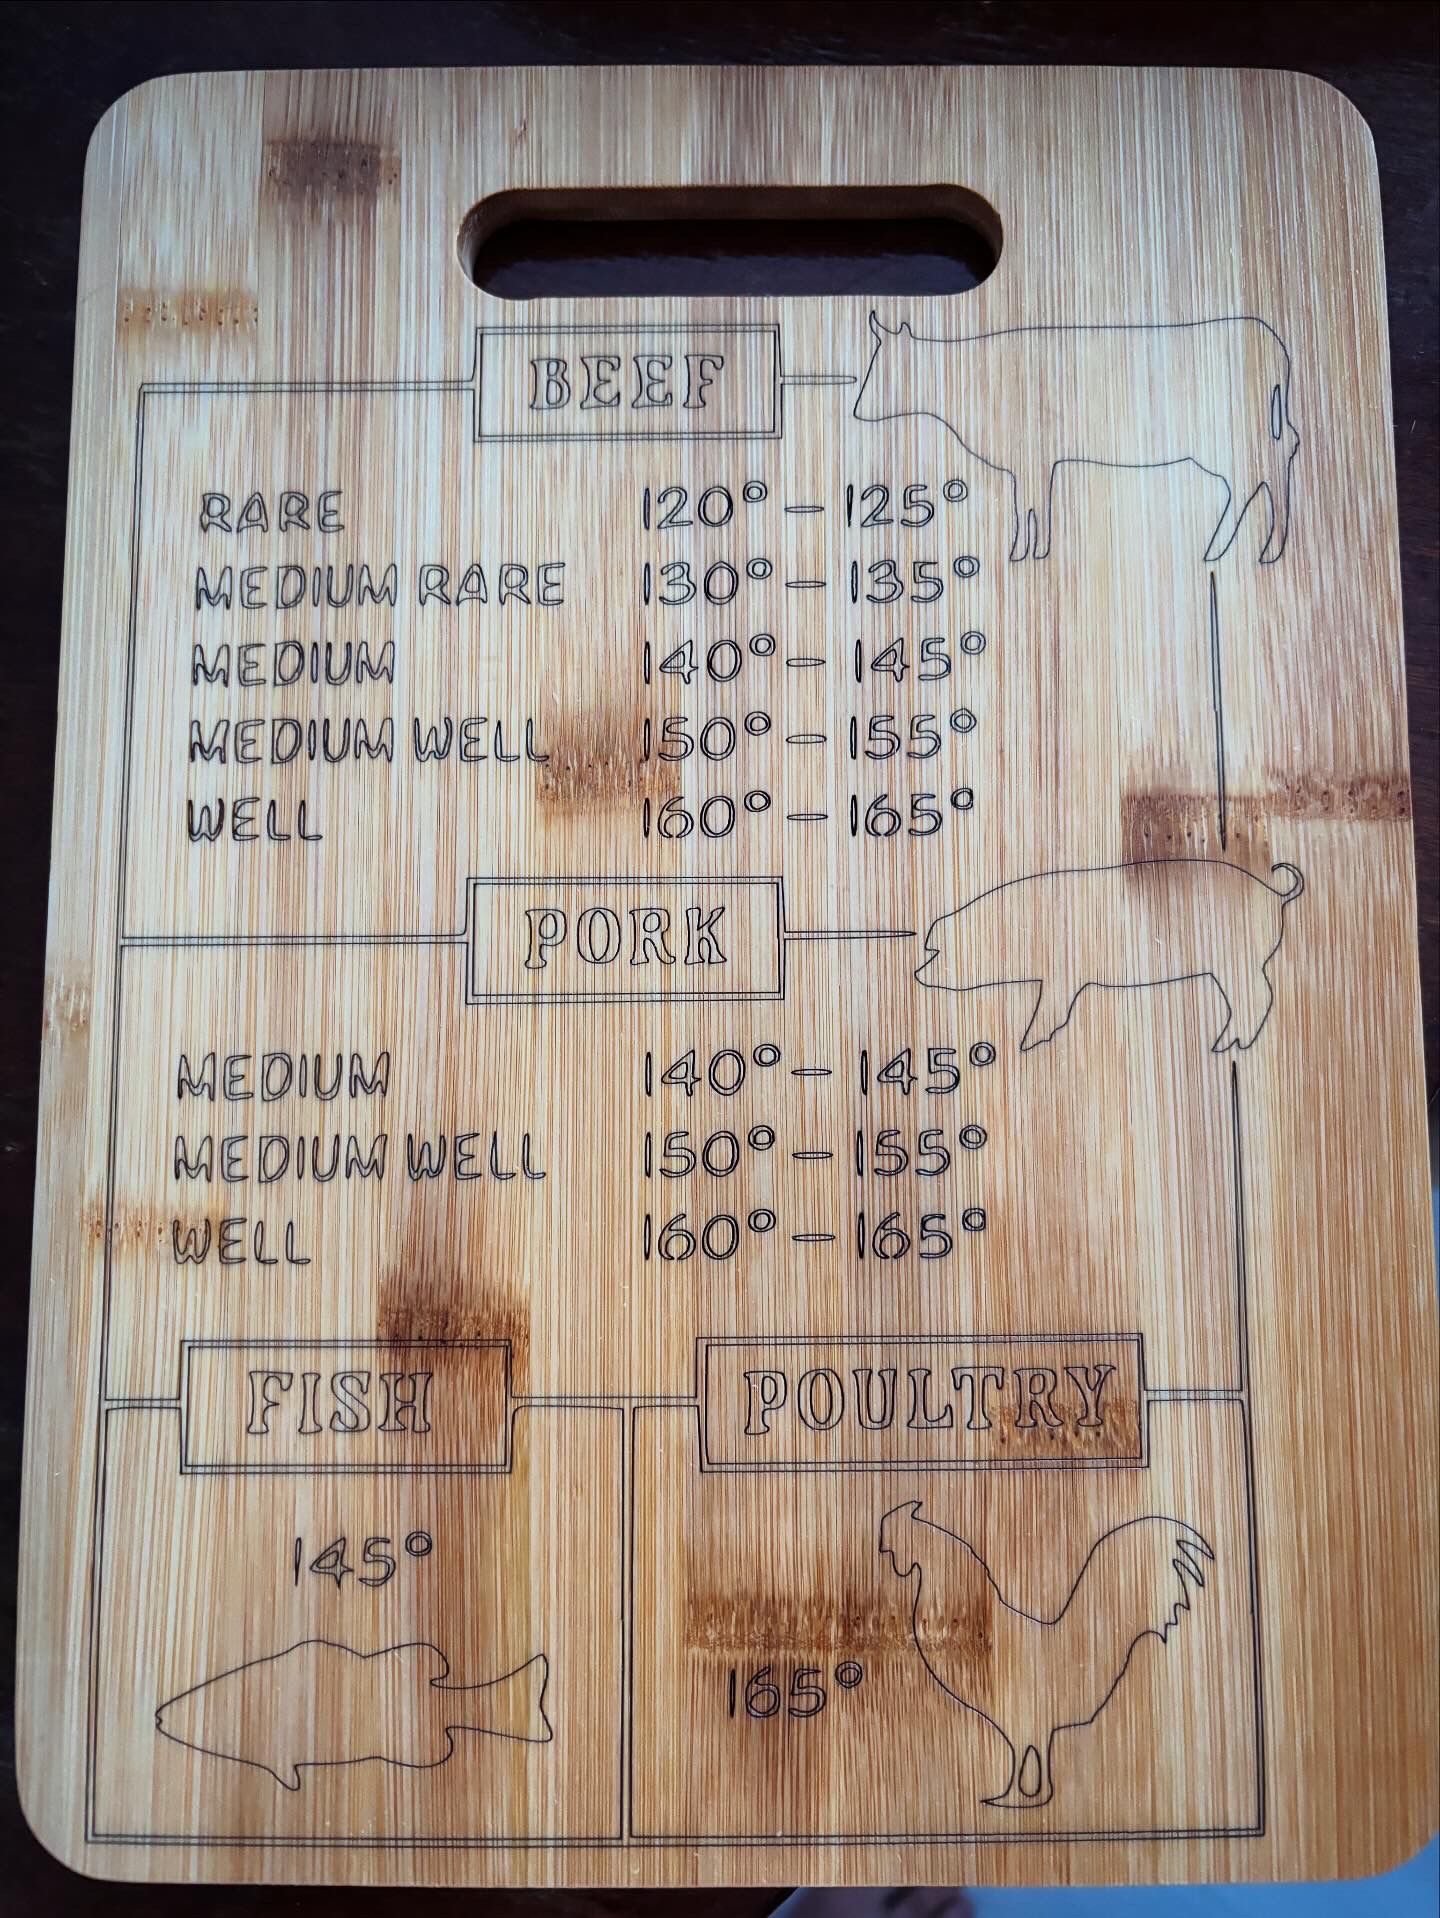 BEEF
RARE 120° – 125°
MEDIUM RARE 130° – 135°
MEDIUM 140° – 145°
MEDIUM WELL 150° – 155°
WELL 160° – 165°
PORK
MEDIUM 140° – 145°
MEDIUM WELL 150° – 155°
WELL 160° – 165°
FISH
145°
POULTRY
165°